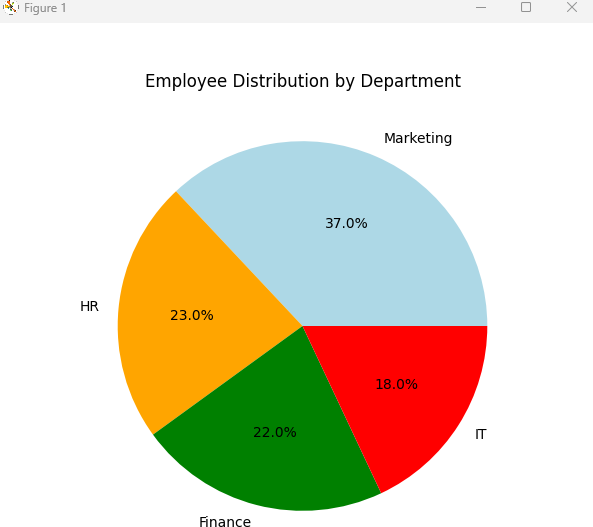 Figure 1
Employee Distribution by Department
Marketing
37.0%
HR
23.0%
18.0%
22.0%
IT
Finance